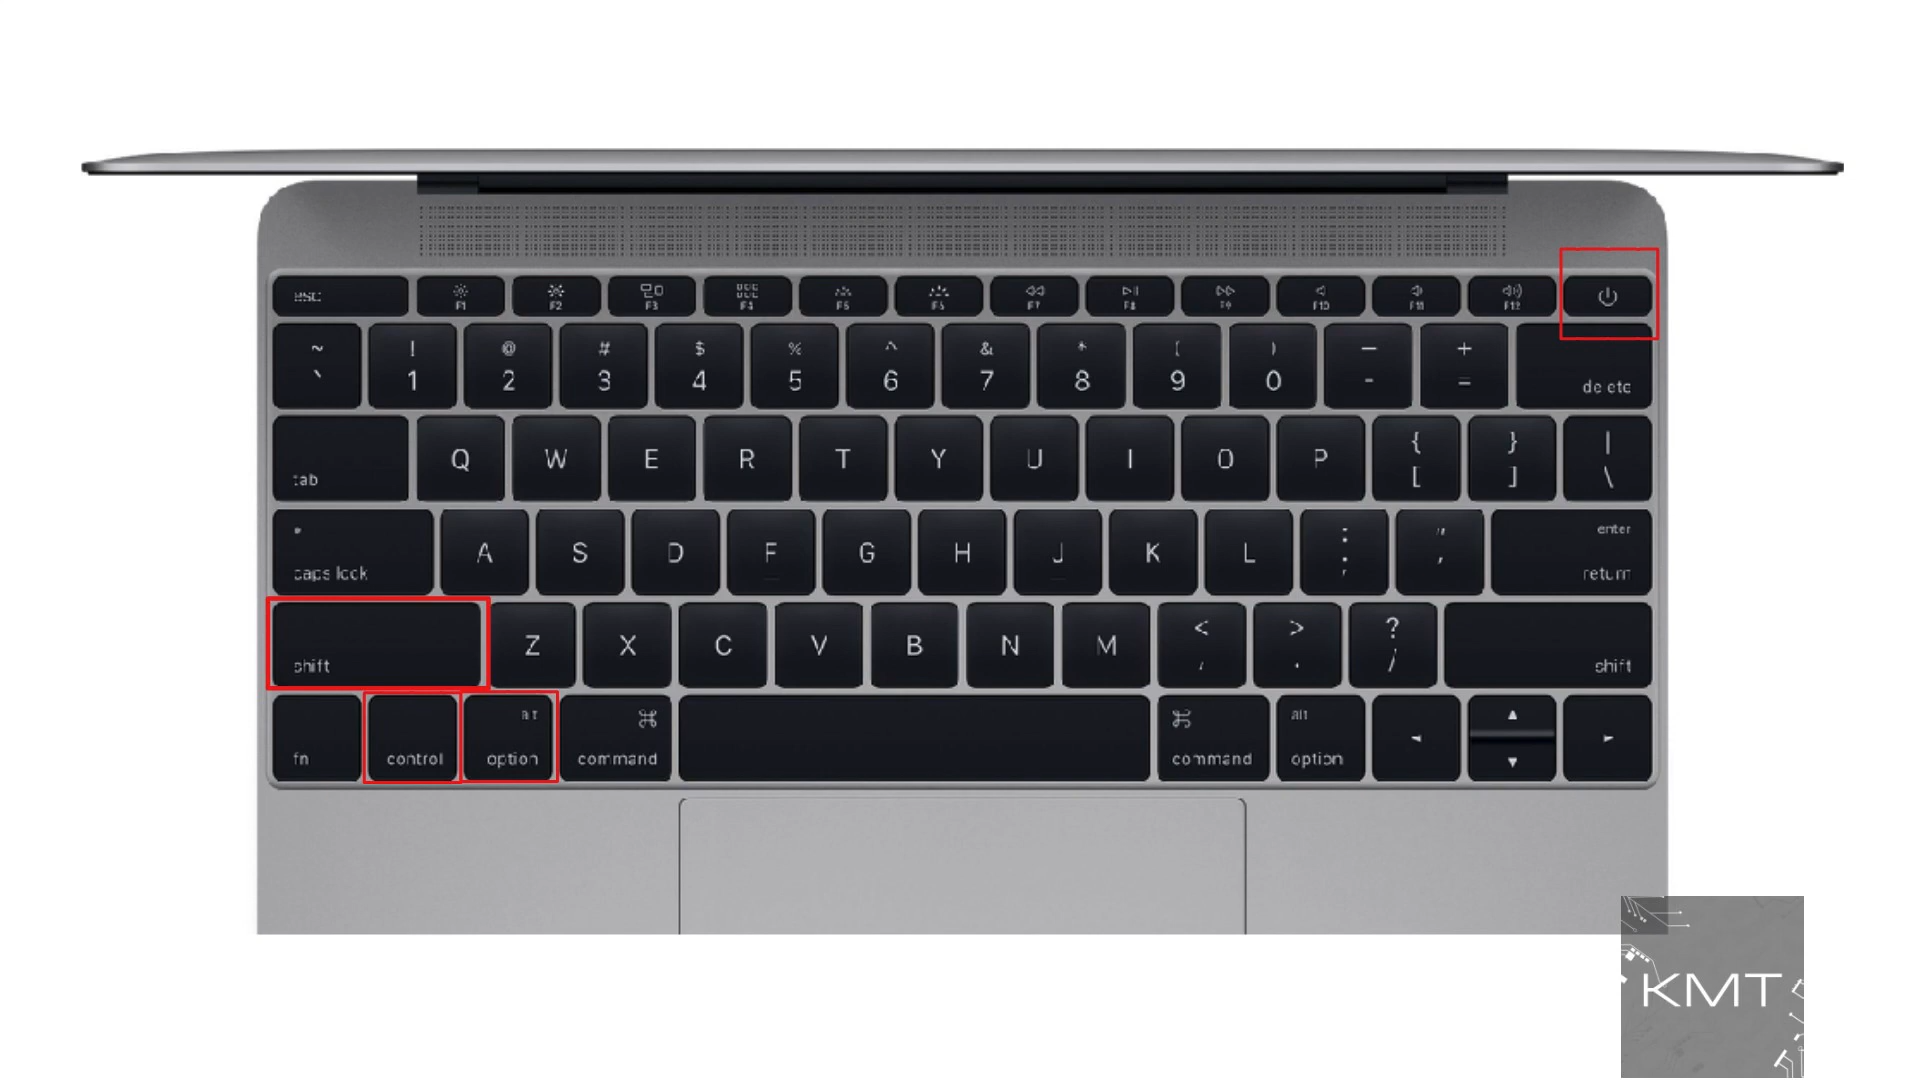 esc F1 F2 F3 F4 F5 F6 F7 F8 F9 F10 F11 F12
~ ! @ # $ % ^ & * ( ) — +
` 1 2 3 4 5 6 7 8 9 0 - = delete
tab Q W E R T Y U I O P { [ } ] | \
caps lock A S D F G H J K L : ; " ' enter return
shift Z X C V B N M < , > . ? / shift
fn control alt option ⌘ command ⌘ command alt option ◄ ▲ ▼ ►
KMT